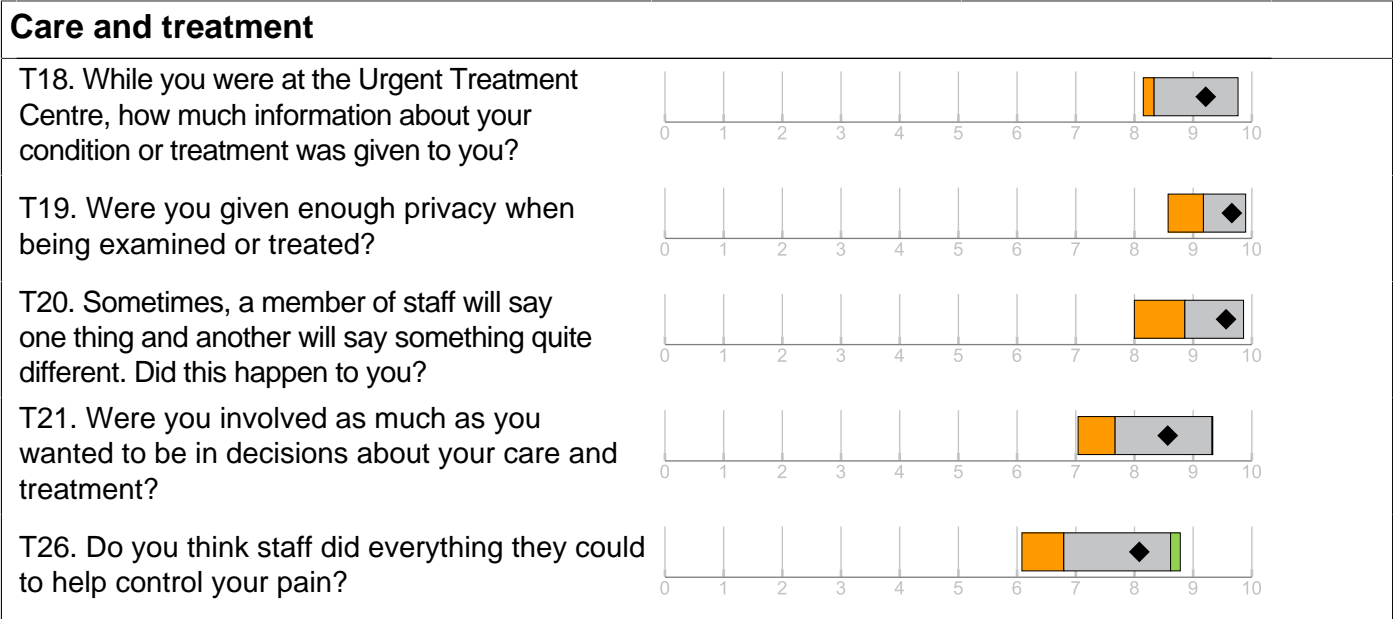 Care and treatment
T18. While you were at the Urgent Treatment
Centre, how much information about your
condition or treatment was given to you?
0 1 2 3 4 5 6 7 8 9 10
T19. Were you given enough privacy when
being examined or treated?
0 1 2 3 4 5 6 7 8 9 10
T20. Sometimes, a member of staff will say
one thing and another will say something quite
different. Did this happen to you?
0 1 2 3 4 5 6 7 8 9 10
T21. Were you involved as much as you
wanted to be in decisions about your care and
treatment?
0 1 2 3 4 5 6 7 8 9 10
T26. Do you think staff did everything they could
to help control your pain?
0 1 2 3 4 5 6 7 8 9 10